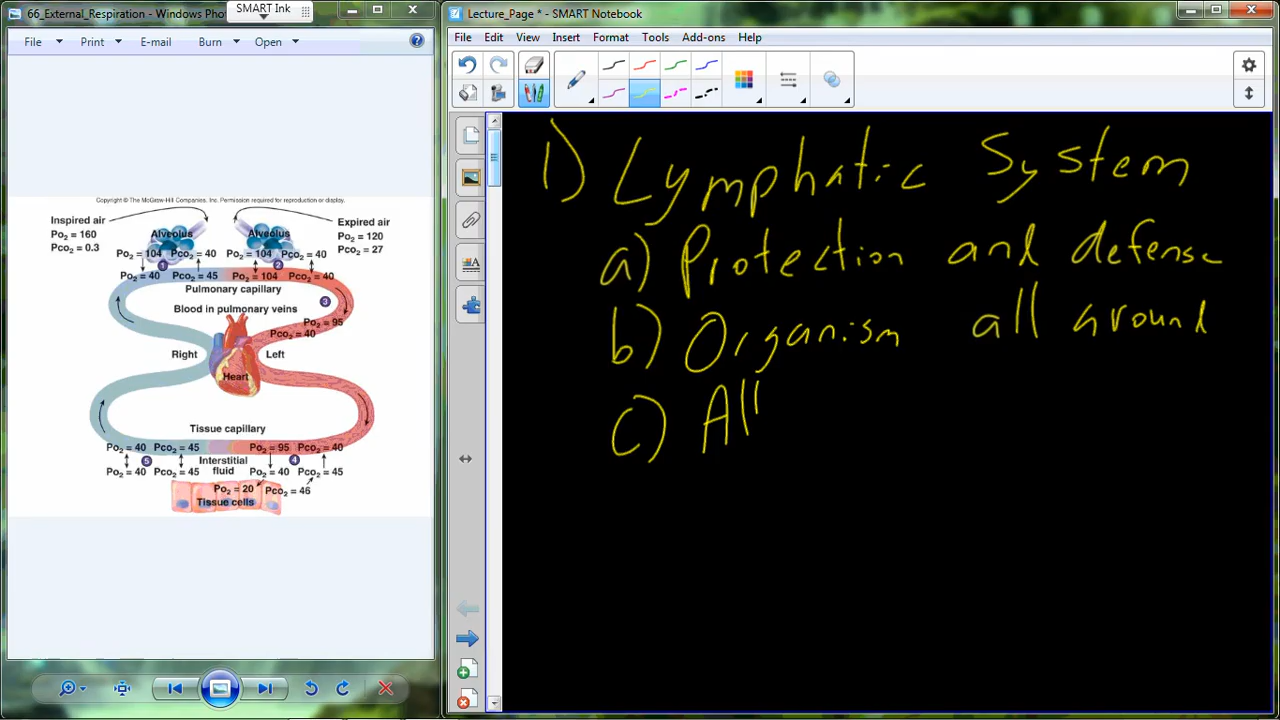 66_External_Respiration - Windows Pho
SMART Ink
File Print E-mail Burn Open
Copyright © The McGraw-Hill Companies, Inc. Permission required for reproduction or display.
Inspired air
Po2 = 160
Pco2 = 0.3
Expired air
Po2 = 120
Pco2 = 27
Alveolus Alveolus
Po2 = 104 Pco2 = 40 Po2 = 104 Pco2 = 40
1 2
Po2 = 40 Pco2 = 45 Po2 = 104 Pco2 = 40
Pulmonary capillary
3
Blood in pulmonary veins
Po2 = 95
Pco2 = 40
Right Left
Heart
Tissue capillary
Po2 = 40 Pco2 = 45 Po2 = 95 Pco2 = 40
5 Interstitial fluid 4
Po2 = 40 Pco2 = 45 Po2 = 40 Pco2 = 45
Po2 = 20 Pco2 = 46
Tissue cells
Lecture_Page * - SMART Notebook
File Edit View Insert Format Tools Add-ons Help
1) Lymphatic System
a) Protection and defense
b) Organism all around
c) All